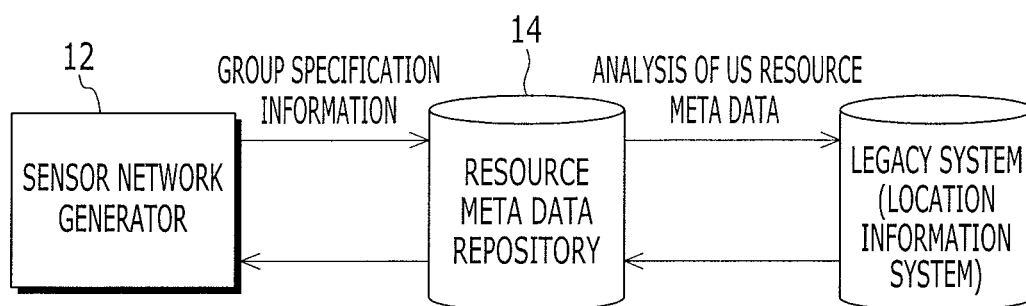 12
SENSOR NETWORK
GENERATOR
GROUP SPECIFICATION
INFORMATION
14
RESOURCE
META DATA
REPOSITORY
ANALYSIS OF US RESOURCE
META DATA
LEGACY SYSTEM
(LOCATION
INFORMATION
SYSTEM)